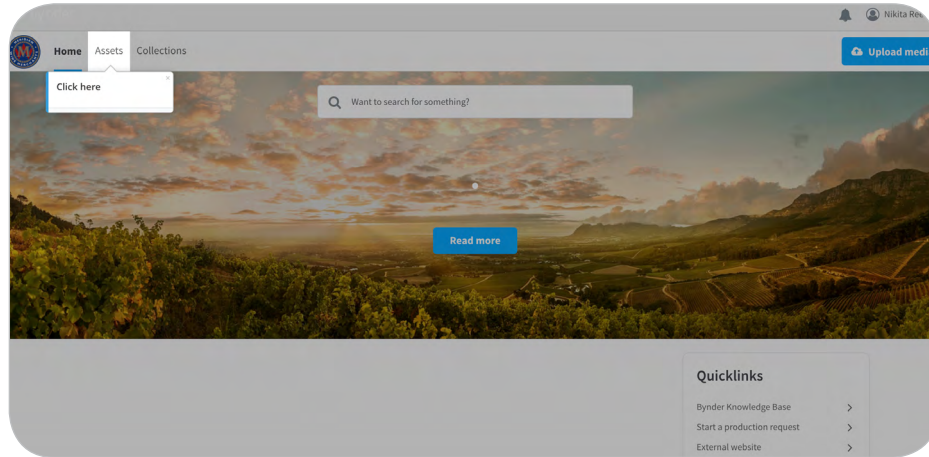 Nikita
Home Assets Collections
Upload medi
Click here
Want to search for something?
Read more
Quicklinks
Bynder Knowledge Base
Start a production request
External website